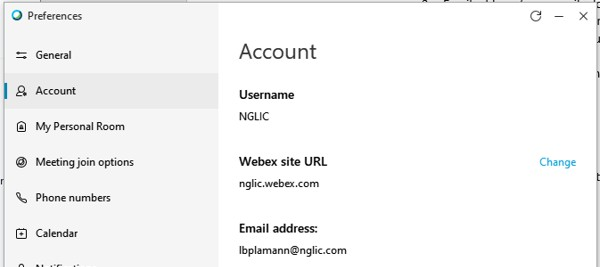 Preferences
General
Account
My Personal Room
Meeting join options
Phone numbers
Calendar
Notifications
Account
Username
NGLIC
Webex site URL
Change
nglic.webex.com
Email address:
lbplamann@nglic.com